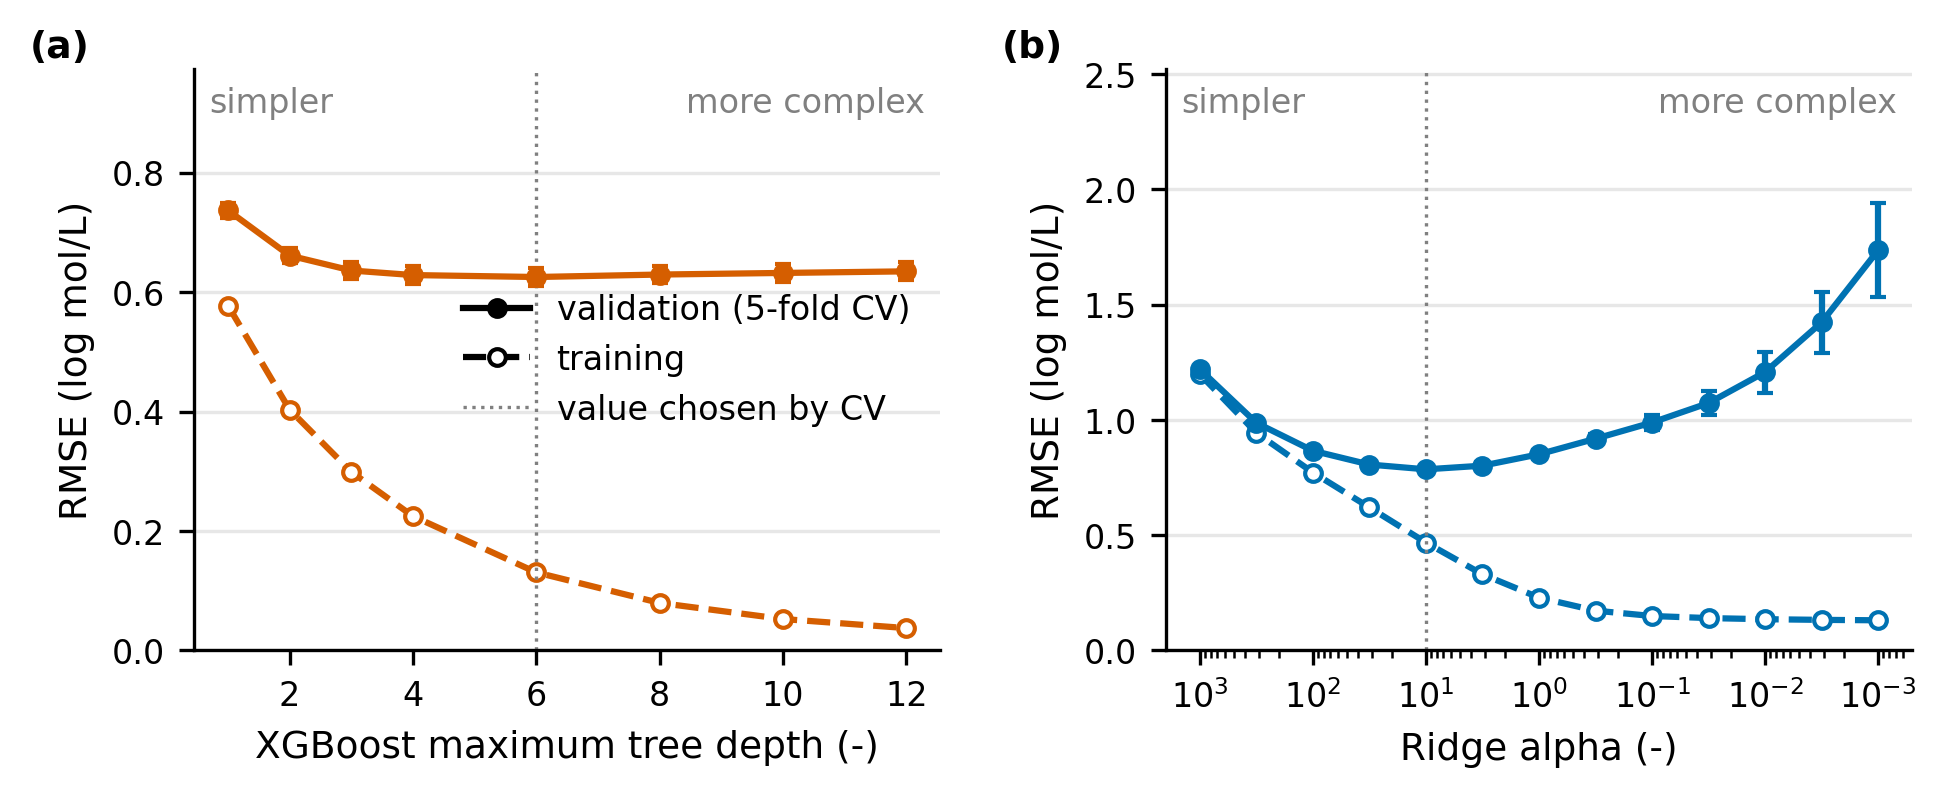 (a)
simpler
more complex
0.8
0.6
0.4
0.2
0.0
RMSE (log mol/L)
validation (5-fold CV)
training
value chosen by CV
2 4 6 8 10 12
XGBoost maximum tree depth (-)
(b)
simpler
more complex
2.5
2.0
1.5
1.0
0.5
0.0
RMSE (log mol/L)
10³ 10² 10¹ 10⁰ 10⁻¹ 10⁻² 10⁻³
Ridge alpha (-)